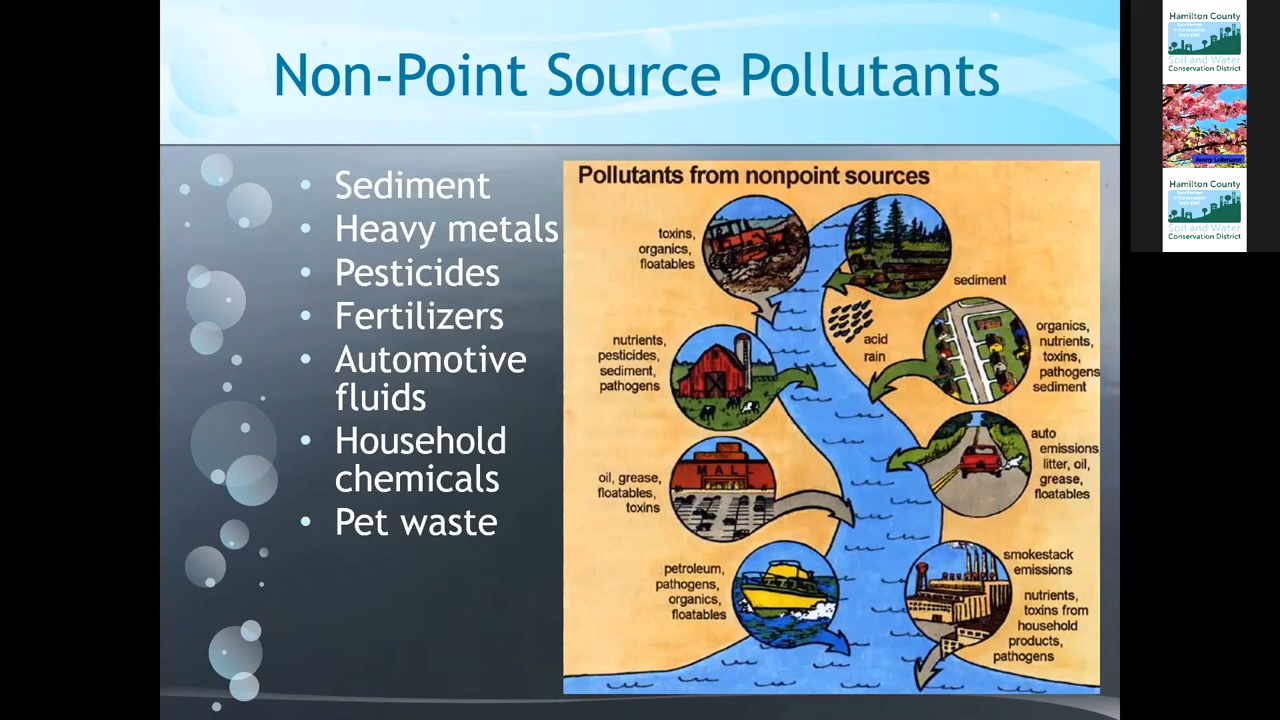 Non-Point Source Pollutants
• Sediment
• Heavy metals
• Pesticides
• Fertilizers
• Automotive
fluids
• Household
chemicals
• Pet waste
Pollutants from nonpoint sources
toxins,
organics,
floatables
sediment
acid
rain
nutrients,
pesticides,
sediment,
pathogens
organics,
nutrients,
toxins,
pathogens
sediment
MALL
oil, grease,
floatables,
toxins
auto
emissions
litter, oil,
grease,
floatables
petroleum,
pathogens,
organics,
floatables
smokestack
emissions
nutrients,
toxins from
household
products,
pathogens
Hamilton County
Soil and Water
Conservation District
Jenny Lohmann
Hamilton County
Soil and Water
Conservation District